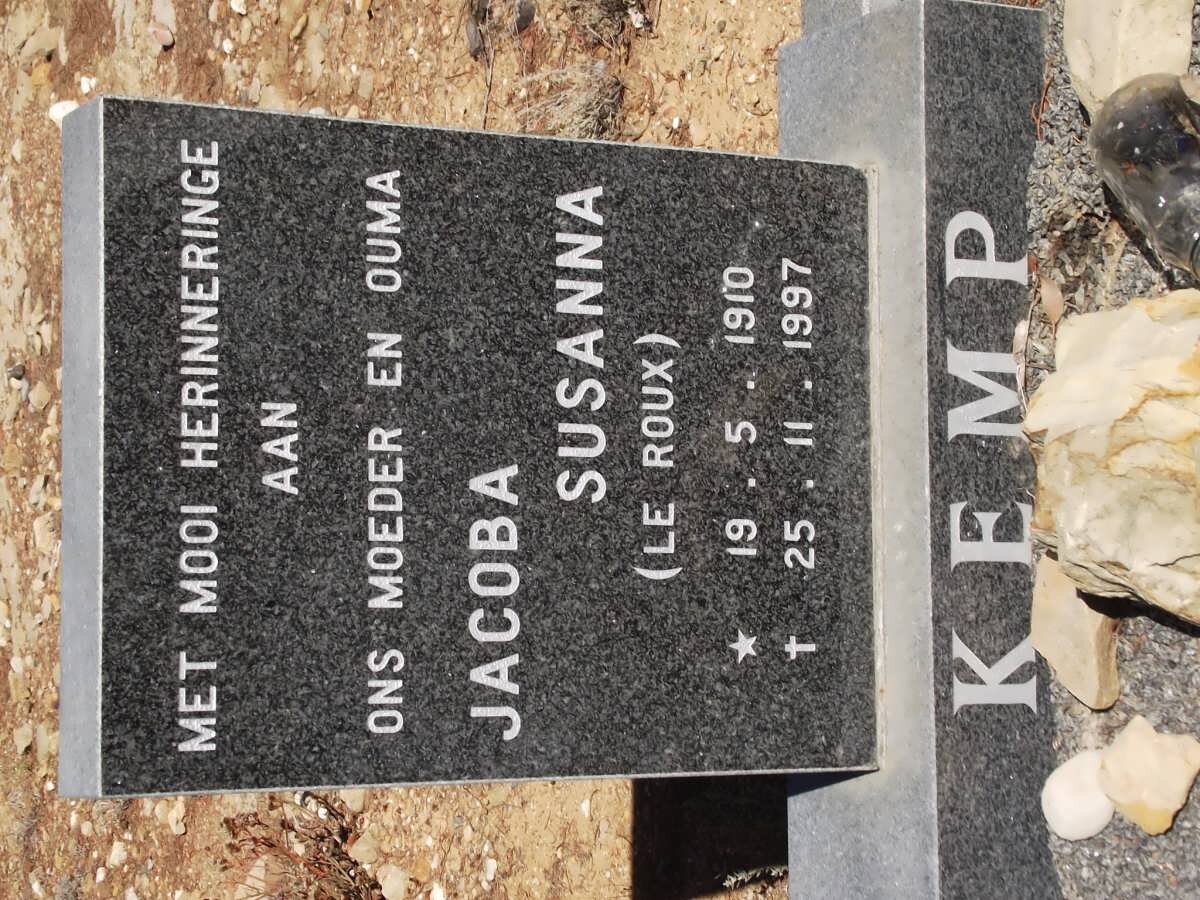 MET MOOI HERINNERINGE
AAN
ONS MOEDER EN OUMA
JACOBA
SUSANNA
(LE ROUX)
★ 19 . 5 . 1910
† 25 . 11 . 1997
KEMP